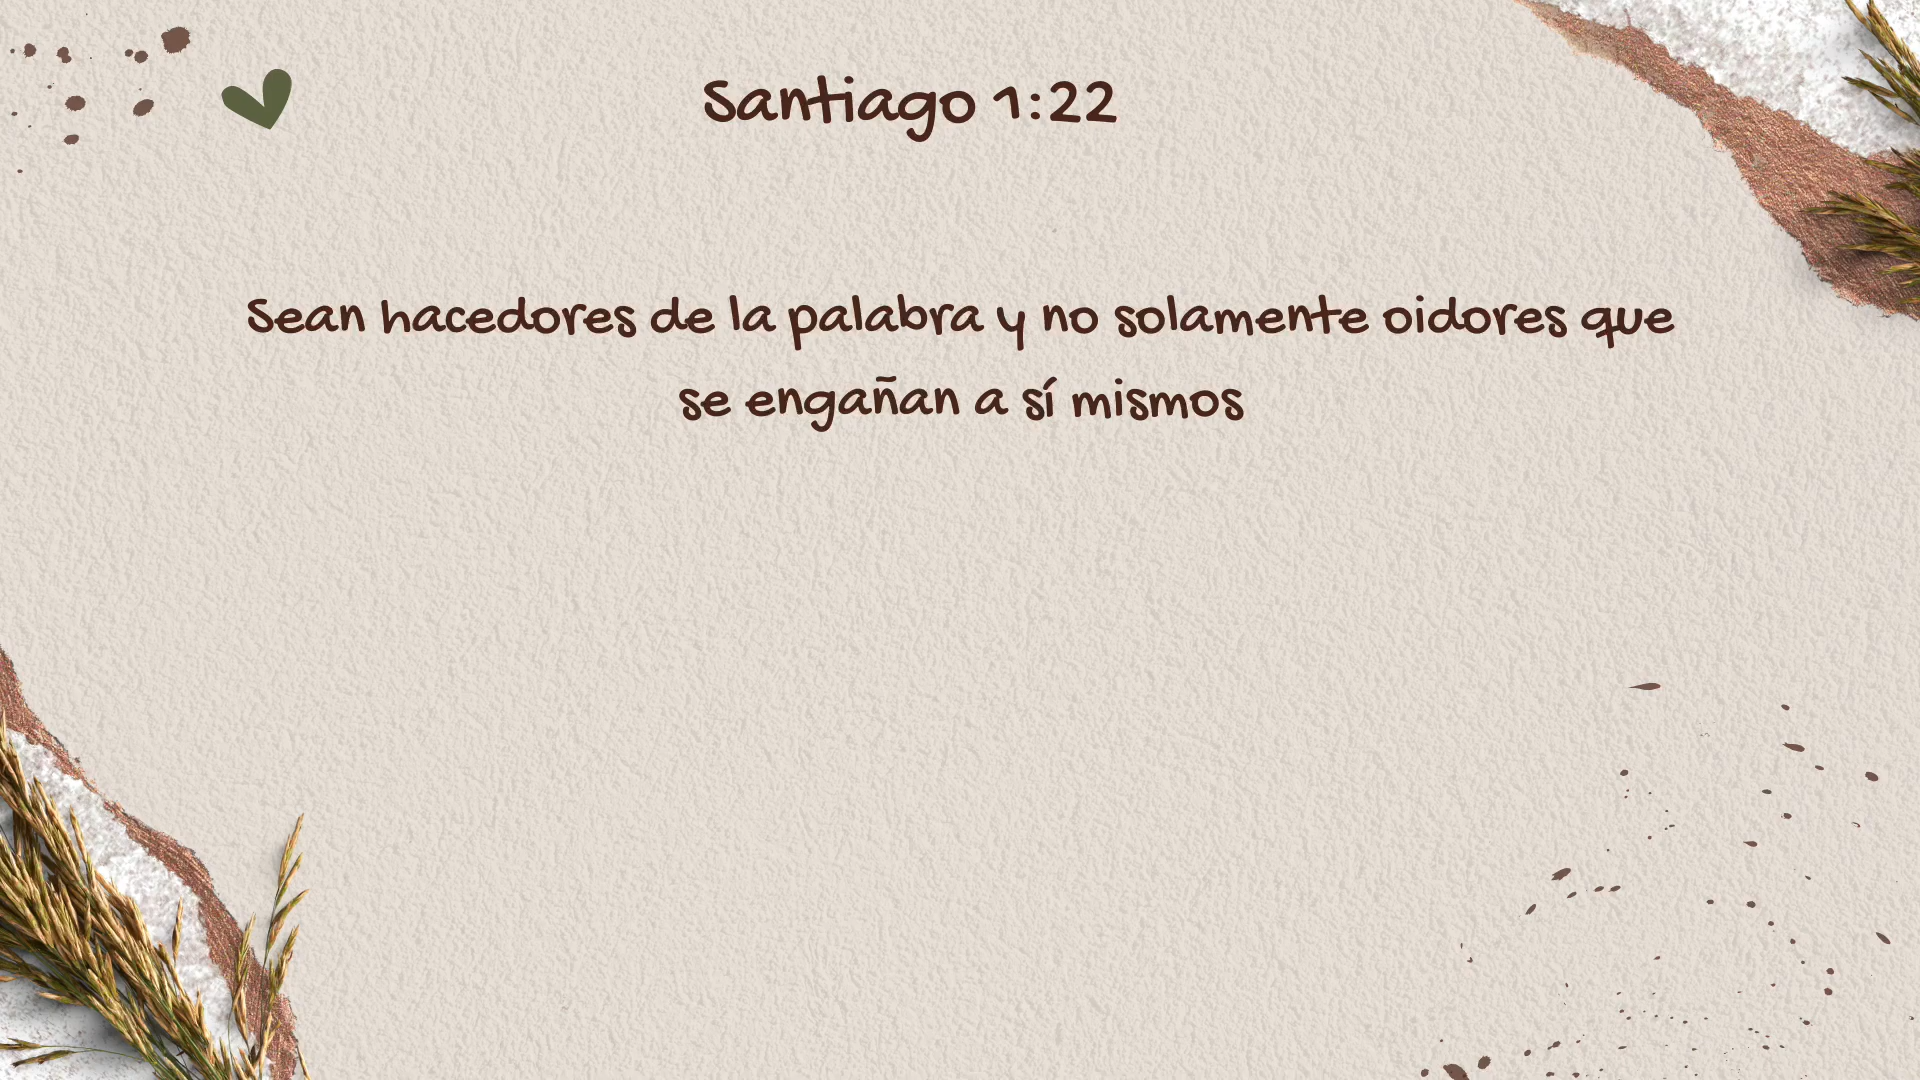 Santiago 1:22
Sean hacedores de la palabra y no solamente oidores que
se engañan a sí mismos